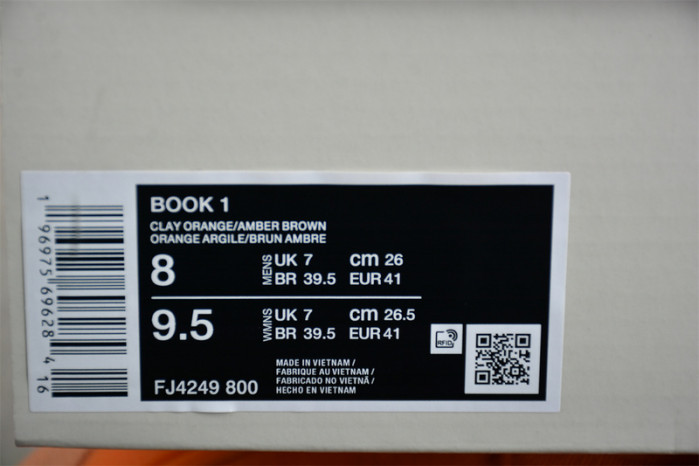 BOOK 1
CLAY ORANGE/AMBER BROWN
ORANGE ARGILE/BRUN AMBRE
8 MENS UK 7 cm 26
BR 39.5 EUR 41
9.5 WMNS UK 7 cm 26.5
BR 39.5 EUR 41
RFID
MADE IN VIETNAM /
FABRIQUE AU VIETNAM /
FABRICADO NO VIETNÃ /
HECHO EN VIETNAM
FJ4249 800
1 96975 69628 4 16